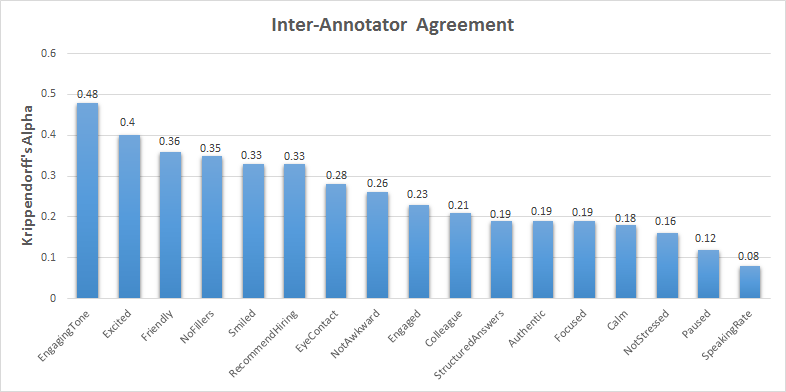 Inter-Annotator Agreement
Krippendorff's Alpha
0.6
0.5
0.4
0.3
0.2
0.1
0
0.48
0.4
0.36
0.35
0.33
0.33
0.28
0.26
0.23
0.21
0.19
0.19
0.19
0.18
0.16
0.12
0.08
EngagingTone
Excited
Friendly
NoFillers
Smiled
RecommendHiring
EyeContact
NotAwkward
Engaged
Colleague
StructuredAnswers
Authentic
Focused
Calm
NotStressed
Paused
SpeakingRate